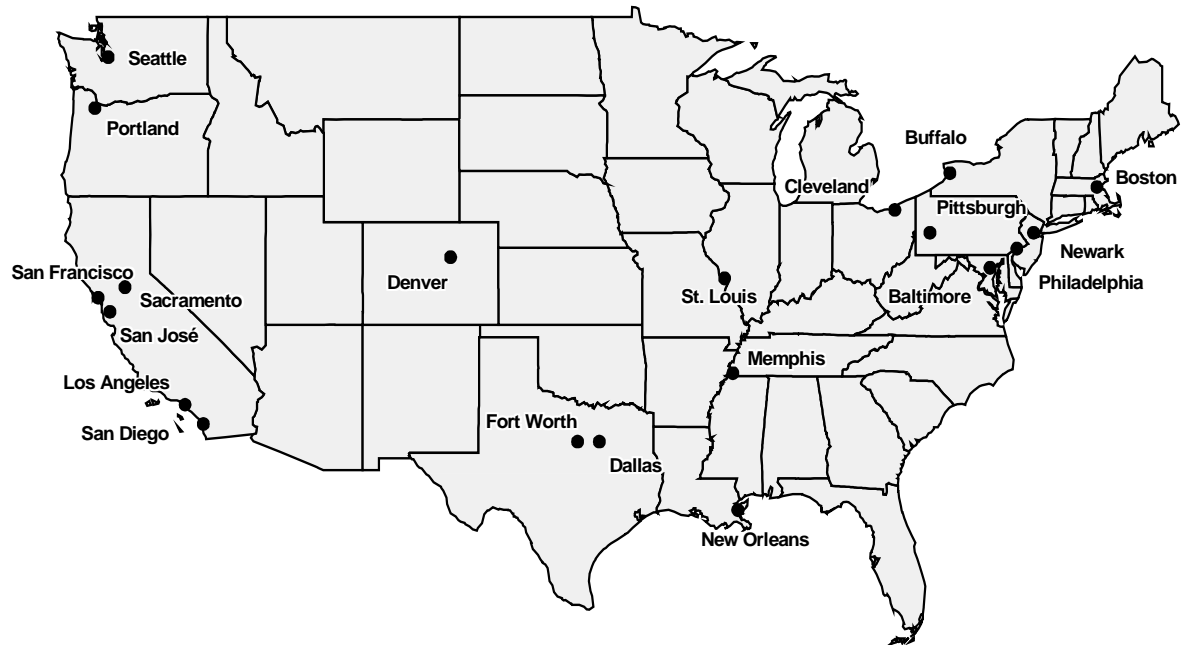 Seattle
Portland
Buffalo
Boston
Cleveland
Pittsburgh
Newark
San Francisco
Denver
Philadelphia
Sacramento
St. Louis
Baltimore
San José
Memphis
Los Angeles
Fort Worth
San Diego
Dallas
New Orleans